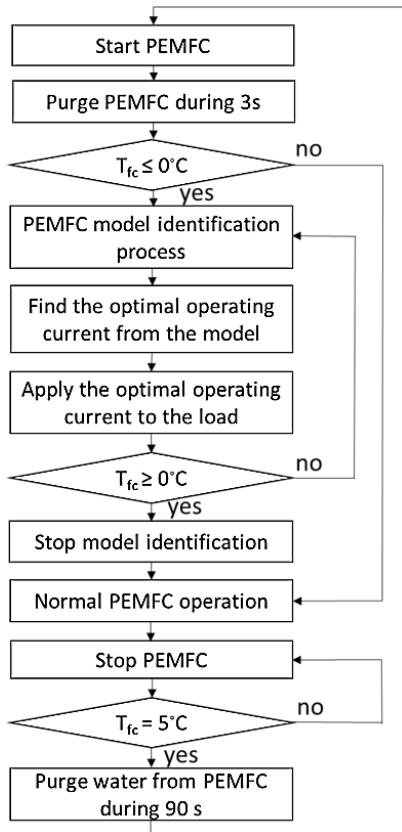 Start PEMFC
Purge PEMFC during 3s
T_fc ≤ 0°C
no
yes
PEMFC model identification
process
Find the optimal operating
current from the model
Apply the optimal operating
current to the load
T_fc ≥ 0°C
no
yes
Stop model identification
Normal PEMFC operation
Stop PEMFC
T_fc = 5°C
no
yes
Purge water from PEMFC
during 90 s